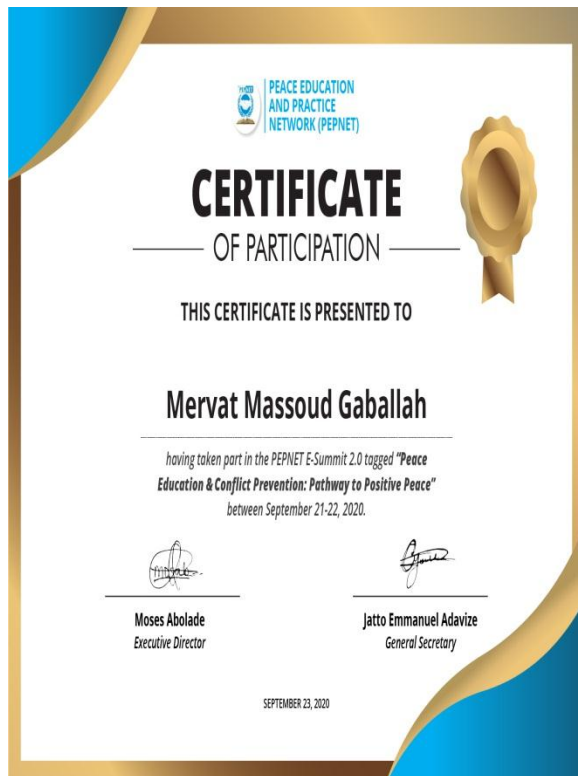 PEACE EDUCATION
AND PRACTICE
NETWORK (PEPNET)
CERTIFICATE
OF PARTICIPATION
THIS CERTIFICATE IS PRESENTED TO
Mervat Massoud Gaballah
having taken part in the PEPNET E-Summit 2.0 tagged “Peace
Education & Conflict Prevention: Pathway to Positive Peace”
between September 21-22, 2020.
Moses Abolade
Executive Director
Jatto Emmanuel Adavize
General Secretary
SEPTEMBER 23, 2020